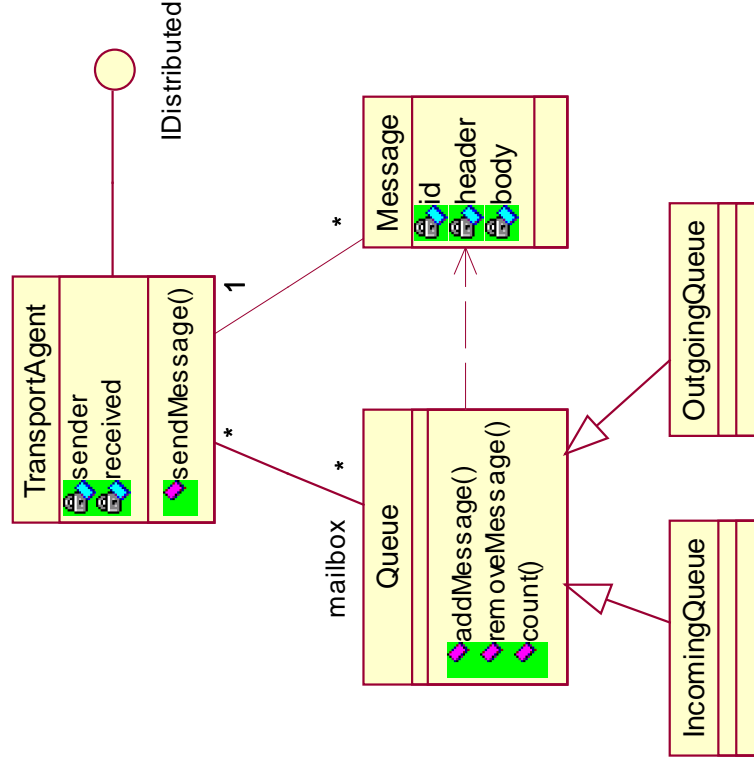 IDistributed
TransportAgent
sender
received
sendMessage()
1
*
*
*
mailbox
Message
id
header
body
Queue
addMessage()
removeMessage()
count()
IncomingQueue
OutgoingQueue